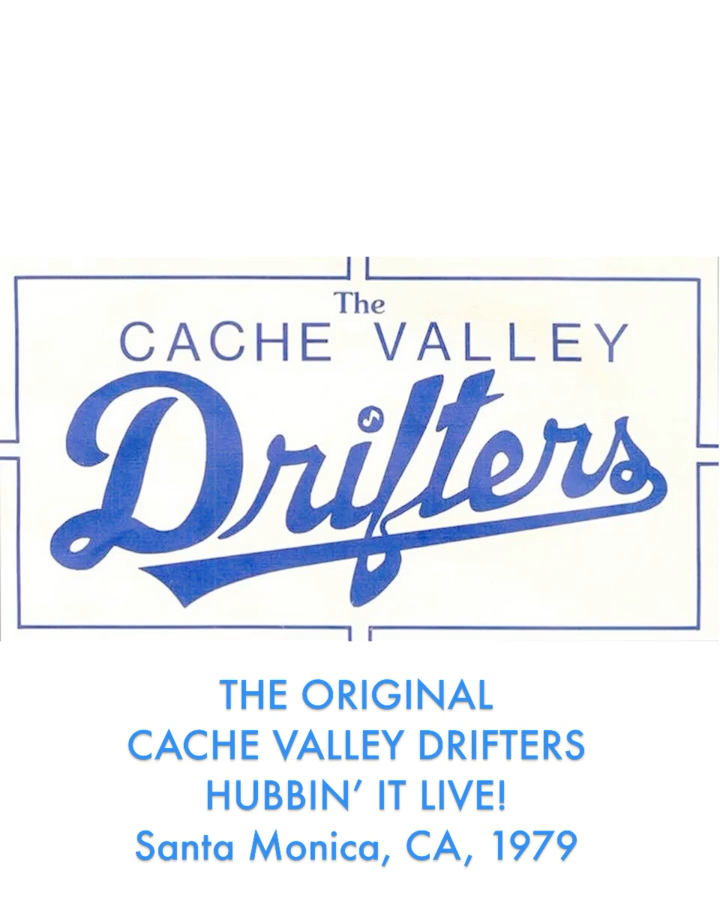 The
CACHE VALLEY
Drifters
THE ORIGINAL
CACHE VALLEY DRIFTERS
HUBBIN’ IT LIVE!
Santa Monica, CA, 1979